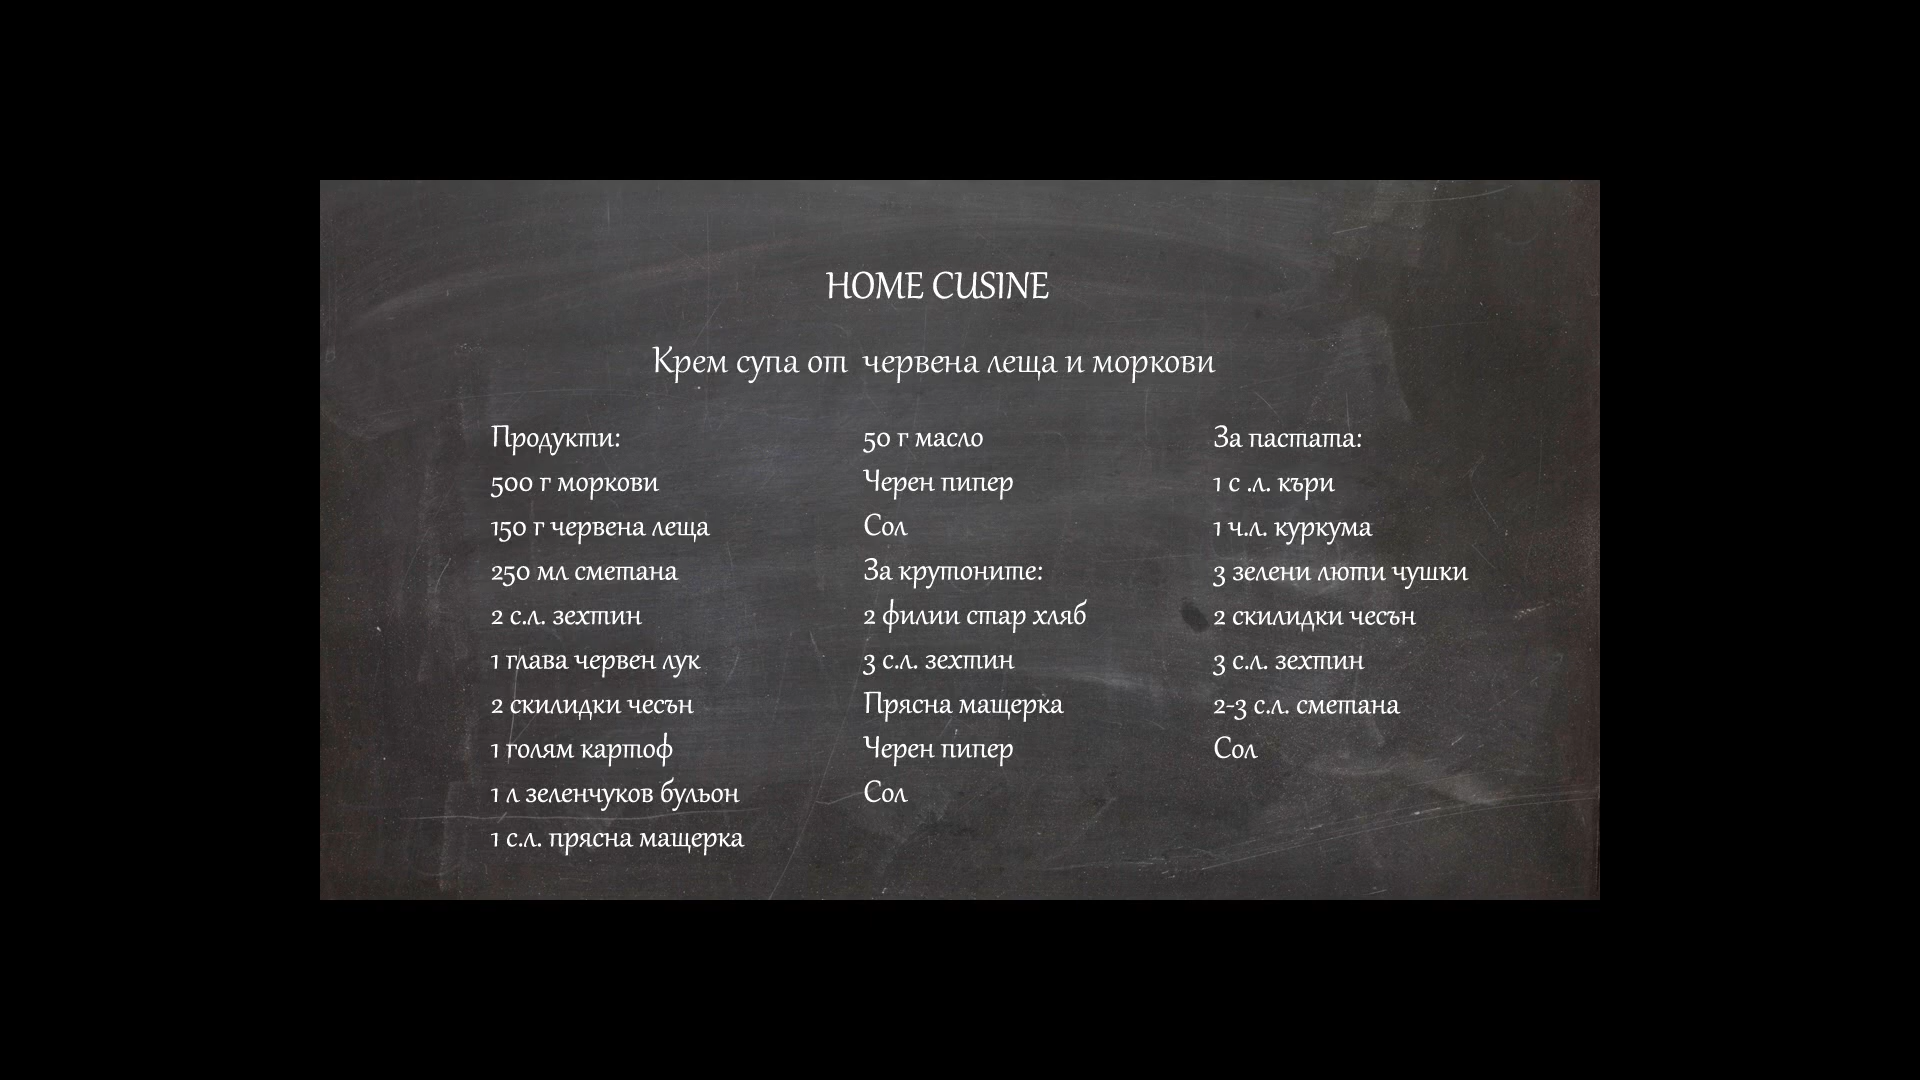 HOME CUSINE
Крем супа от червена леща и моркови
Продукти:
500 г моркови
150 г червена леща
250 мл сметана
2 с.л. зехтин
1 глава червен лук
2 скилидки чесън
1 голям картоф
1 л зеленчуков бульон
1 с.л. прясна мащерка
50 г масло
Черен пипер
Сол
За крутоните:
2 филии стар хляб
3 с.л. зехтин
Прясна мащерка
Черен пипер
Сол
За пастата:
1 с .л. къри
1 ч.л. куркума
3 зелени люти чушки
2 скилидки чесън
3 с.л. зехтин
2-3 с.л. сметана
Сол